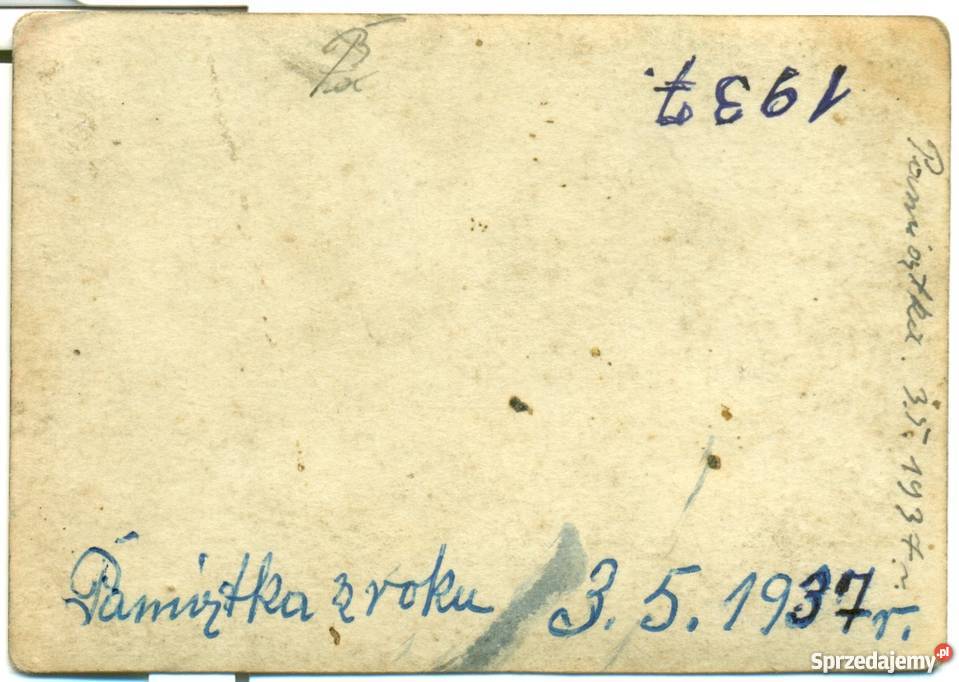 1937.
Pamiątka. 3.5. 1937 r.
Pamiątka z roku 3. 5. 1937 r.
Sprzedajemy.pl